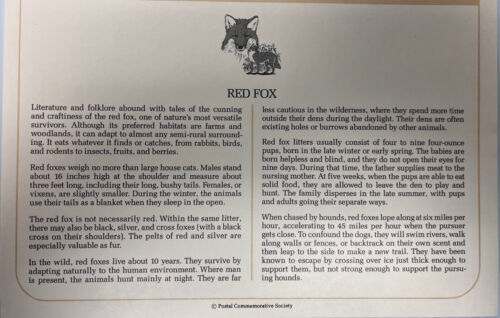 RED FOX
Literature and folklore abound with tales of the cunning
and craftiness of the red fox, one of nature's most versatile
survivors. Although its preferred habitats are farms and
woodlands, it can adapt to almost any semi-rural surround-
ing. It eats whatever it finds or catches, from rabbits, birds,
and rodents to insects, fruits, and berries.
Red foxes weigh no more than large house cats. Males stand
about 16 inches high at the shoulder and measure about
three feet long, including their long, bushy tails. Females, or
vixens, are slightly smaller. During the winter, the animals
use their tails as a blanket when they sleep in the open.
The red fox is not necessarily red. Within the same litter,
there may also be black, silver, and cross foxes (with a black
cross on their shoulders). The pelts of red and silver are
especially valuable as fur.
In the wild, red foxes live about 10 years. They survive by
adapting naturally to the human environment. Where man
is present, the animals hunt mainly at night. They are far
less cautious in the wilderness, where they spend more time
outside their dens during the daylight. Their dens are often
existing holes or burrows abandoned by other animals.
Red fox litters usually consist of four to nine four-ounce
pups, born in the late winter or early spring. The babies are
born helpless and blind, and they do not open their eyes for
nine days. During that time, the father supplies meat to the
nursing mother. At five weeks, when the pups are able to eat
solid food, they are allowed to leave the den to play and
hunt. The family disperses in the late summer, with pups
and adults going their separate ways.
When chased by hounds, red foxes lope along at six miles per
hour, accelerating to 45 miles per hour when the pursuer
gets close. To confound the dogs, they will swim rivers, walk
along walls or fences, or backtrack on their own scent and
then leap to the side to make a new trail. They have been
known to escape by crossing over ice just thick enough to
support them, but not strong enough to support the pursu-
ing hounds.
© Postal Commemorative Society